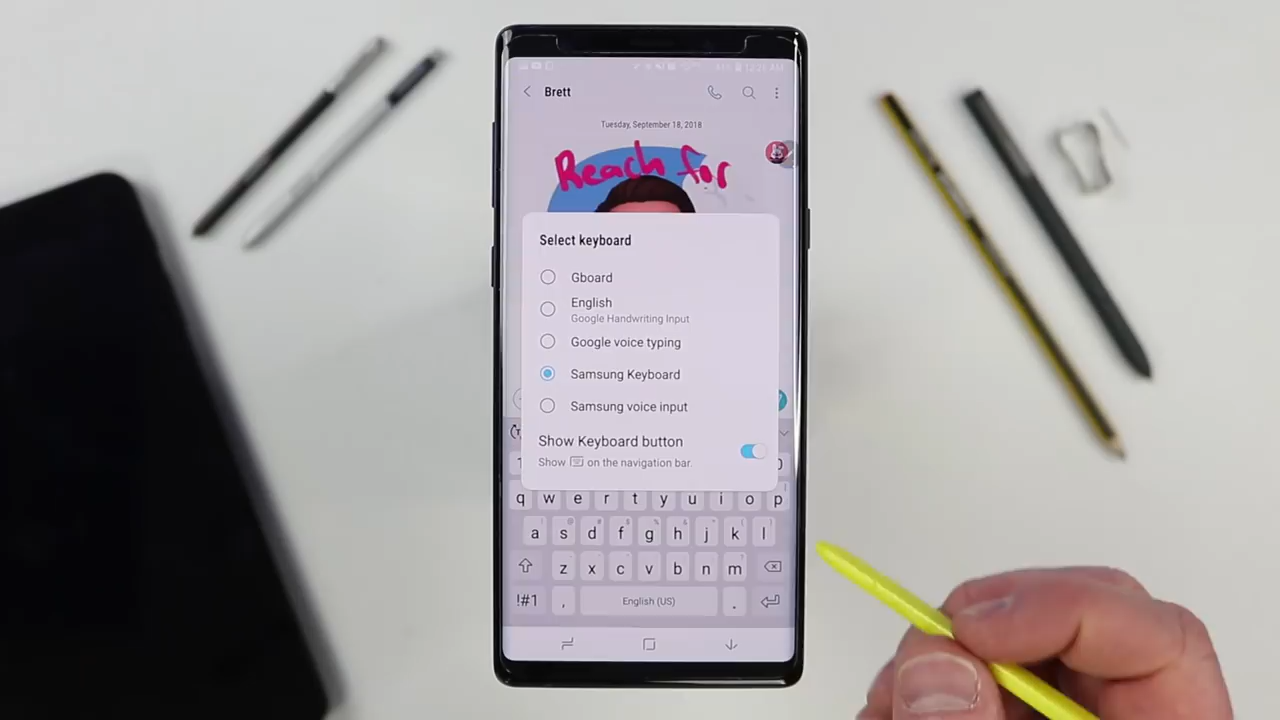 Brett
Tuesday, September 18, 2018
Reach for
Select keyboard
Gboard
English
Google Handwriting Input
Google voice typing
Samsung Keyboard
Samsung voice input
Show Keyboard button
Show on the navigation bar.
q w e r t y u i o p
a s d f g h j k l
z x c v b n m
!#1 , English (US) .